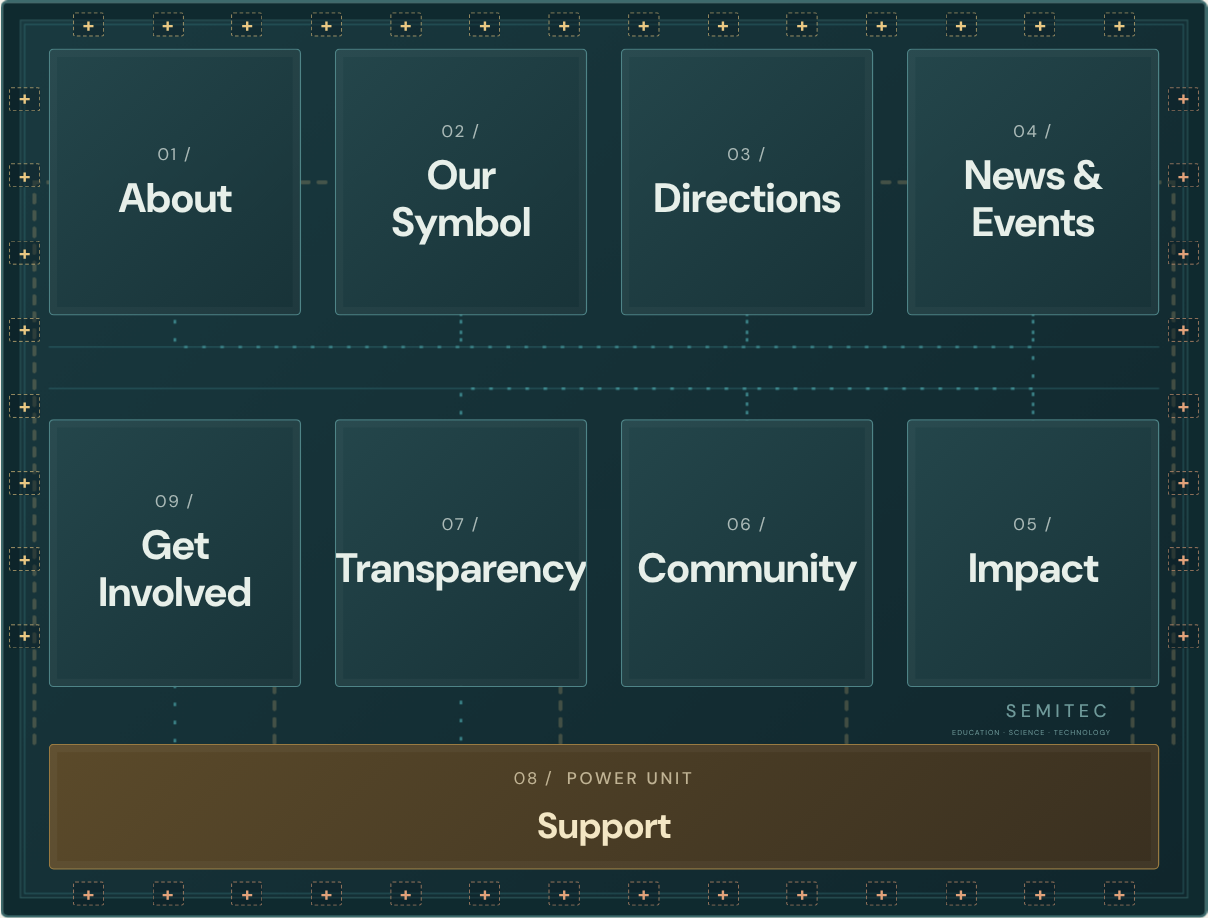 01 /
About
02 /
Our
Symbol
03 /
Directions
04 /
News &
Events
09 /
Get
Involved
07 /
Transparency
06 /
Community
05 /
Impact
SEMITEC
EDUCATION · SCIENCE · TECHNOLOGY
08 / POWER UNIT
Support